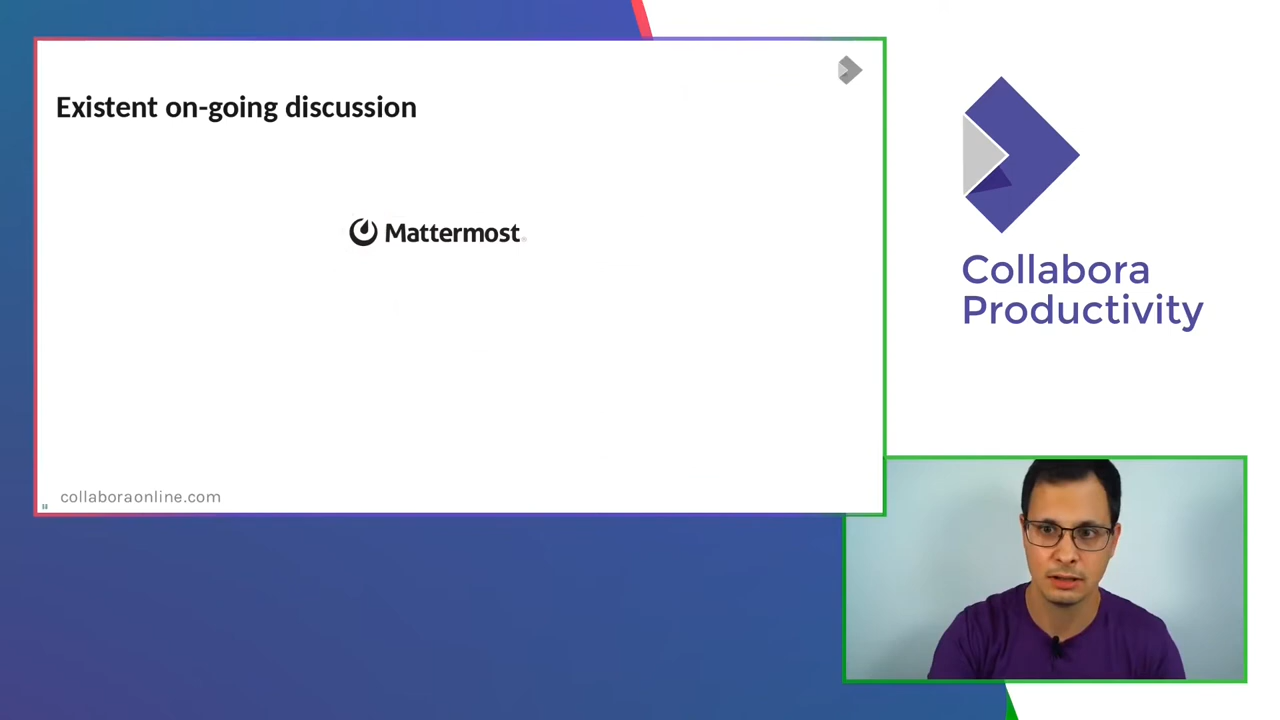 Existent on-going discussion
Mattermost
collaboraonline.com
Collabora
Productivity